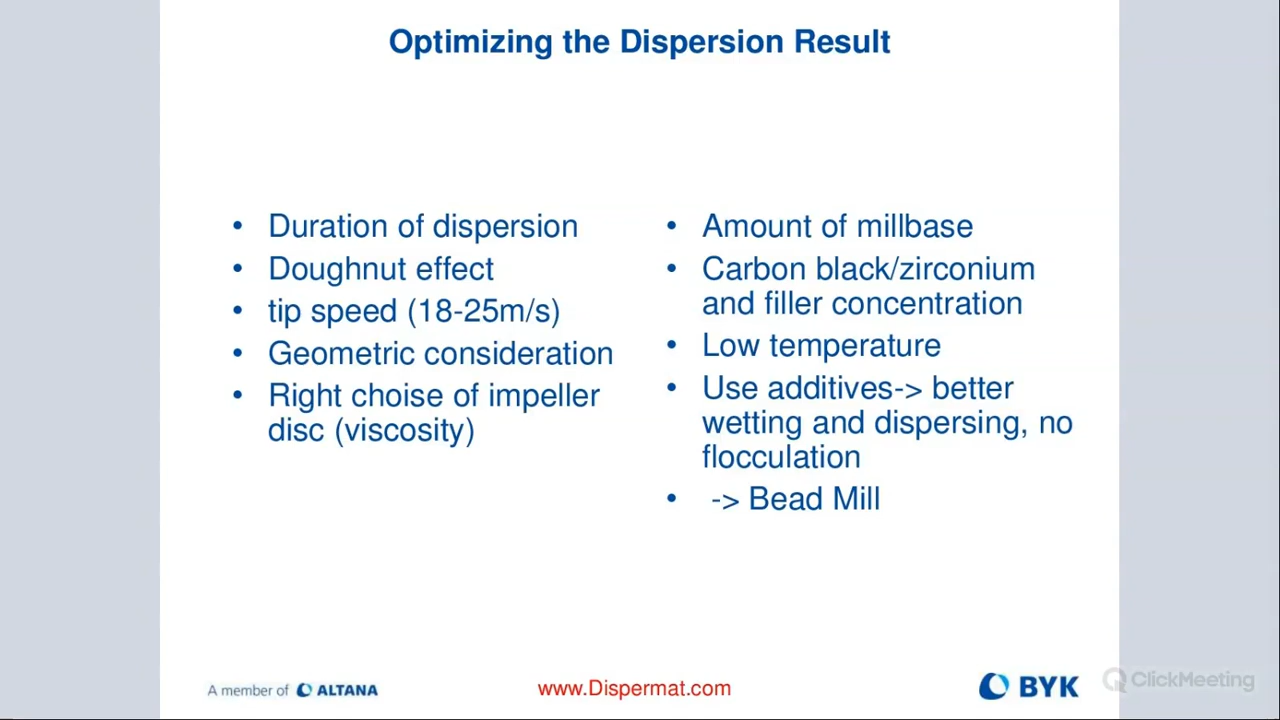 Optimizing the Dispersion Result
• Duration of dispersion
• Doughnut effect
• tip speed (18-25m/s)
• Geometric consideration
• Right choise of impeller
disc (viscosity)
• Amount of millbase
• Carbon black/zirconium
and filler concentration
• Low temperature
• Use additives-> better
wetting and dispersing, no
flocculation
• -> Bead Mill
A member of ALTANA
www.Dispermat.com
BYK
ClickMeeting